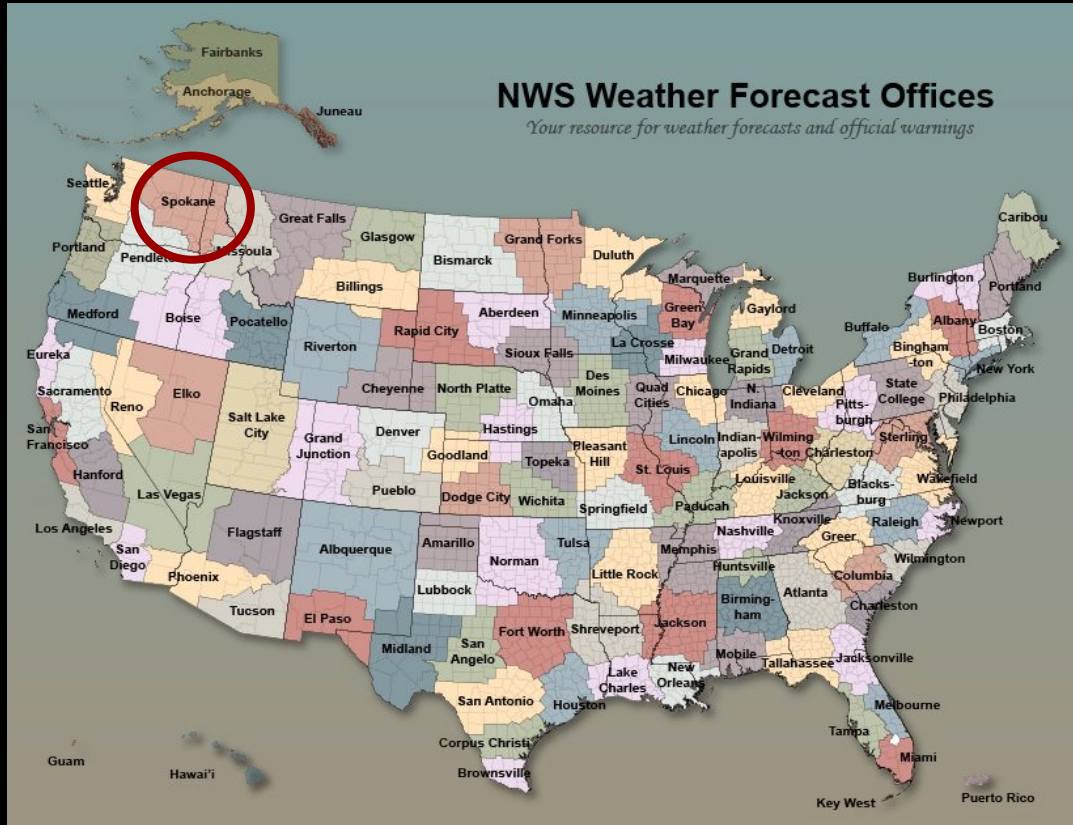 NWS Weather Forecast Offices
Your resource for weather forecasts and official warnings
Fairbanks
Anchorage
Juneau
Seattle
Spokane
Great Falls
Glasgow
Portland
Pendleton
Missoula
Bismarck
Grand Forks
Duluth
Caribou
Billings
Marquette
Burlington
Portland
Medford
Boise
Pocatello
Riverton
Rapid City
Aberdeen
Minneapolis
Green
Bay
Gaylord
Buffalo
Albany
Boston
Eureka
La Crosse
Sioux Falls
Milwaukee
Grand
Rapids
Detroit
Bingham
-ton
New York
Sacramento
Reno
Elko
Salt Lake
City
Cheyenne
North Platte
Omaha
Des
Moines
Quad
Cities
Chicago
N.
Indiana
Cleveland
Pitts-
burgh
State
College
Philadelphia
San
Francisco
Hanford
Grand
Junction
Denver
Hastings
Goodland
Topeka
Pleasant
Hill
Lincoln
Indian-
apolis
Wilming
-ton
Charleston
Sterling
Las Vegas
Pueblo
Dodge City
Wichita
Springfield
St. Louis
Louisville
Jackson
Blacks-
burg
Wakefield
Los Angeles
Flagstaff
Albquerque
Amarillo
Norman
Tulsa
Paducah
Nashville
Knoxville
Raleigh
Newport
San
Diego
Phoenix
Tucson
Lubbock
Little Rock
Memphis
Huntsville
Greer
Columbia
Wilmington
El Paso
Midland
San
Angelo
Fort Worth
Shreveport
Jackson
Birming-
ham
Atlanta
Charleston
San Antonio
Houston
Lake
Charles
New
Orleans
Mobile
Tallahassee
Jacksonville
Corpus Christi
Brownsville
Melbourne
Tampa
Miami
Key West
Guam
Hawai'i
Puerto Rico